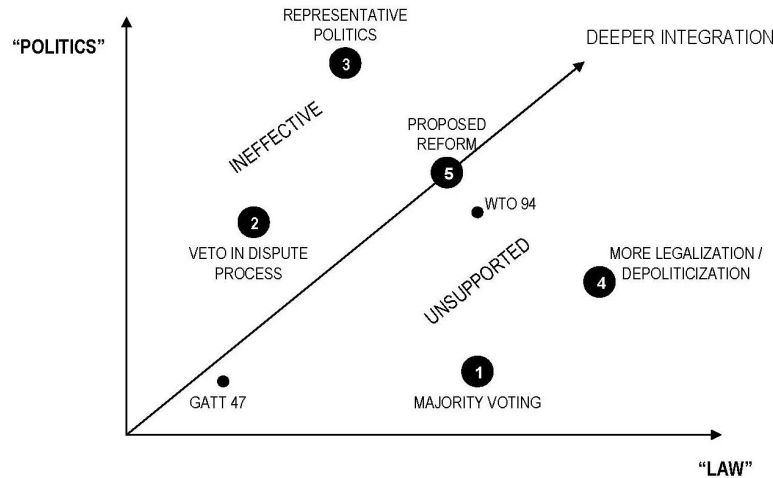 REPRESENTATIVE
POLITICS
“POLITICS”
DEEPER INTEGRATION
3
INEFFECTIVE
PROPOSED
REFORM
5
WTO 94
2
VETO IN DISPUTE
PROCESS
UNSUPPORTED
MORE LEGALIZATION /
DEPOLITICIZATION
4
1
GATT 47
MAJORITY VOTING
“LAW”